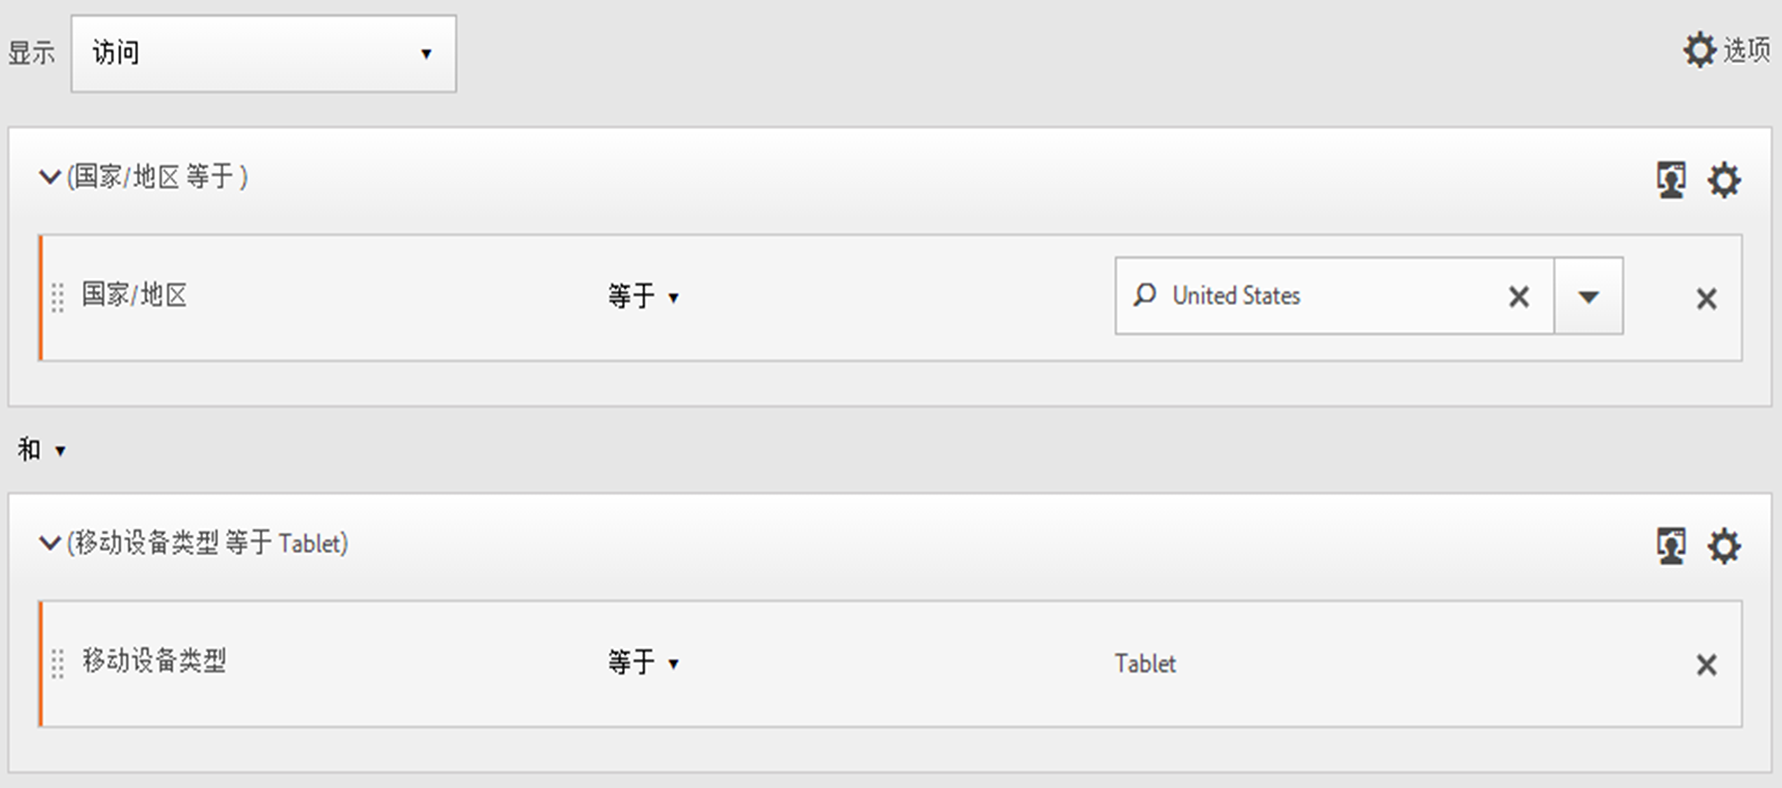 显示 访问 选项
(国家/地区 等于 )
国家/地区 等于 United States
和
(移动设备类型 等于 Tablet)
移动设备类型 等于 Tablet